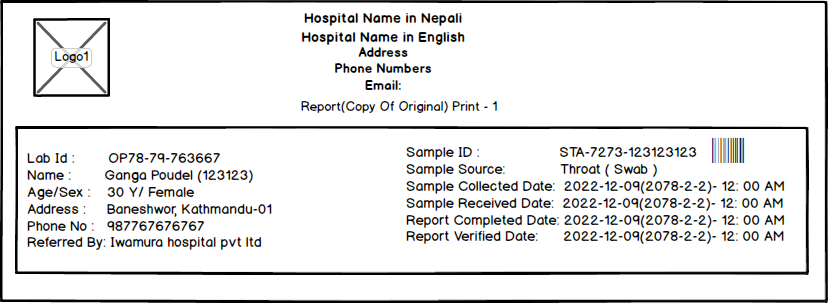 Logo1
Hospital Name in Nepali
Hospital Name in English
Address
Phone Numbers
Email:
Report(Copy Of Original) Print - 1
Lab Id : OP78-79-763667
Name : Ganga Poudel (123123)
Age/Sex : 30 Y/ Female
Address : Baneshwor, Kathmandu-01
Phone No : 987767676767
Referred By: Iwamura hospital pvt ltd
Sample ID : STA-7273-123123123
Sample Source: Throat ( Swab )
Sample Collected Date: 2022-12-09(2078-2-2)- 12: 00 AM
Sample Received Date: 2022-12-09(2078-2-2)- 12: 00 AM
Report Completed Date: 2022-12-09(2078-2-2)- 12: 00 AM
Report Verified Date: 2022-12-09(2078-2-2)- 12: 00 AM